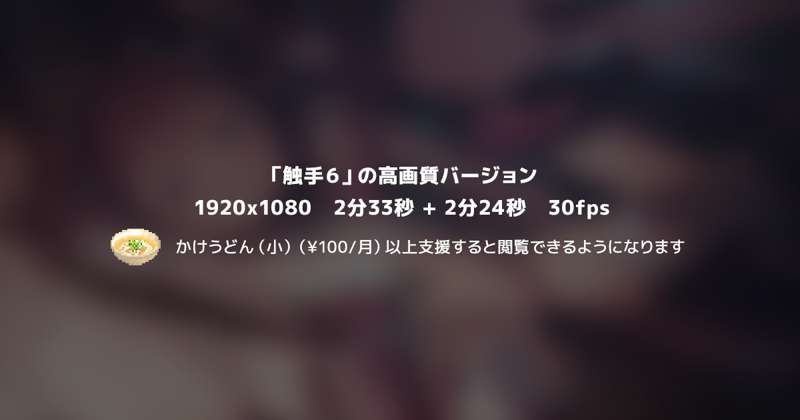 「触手6」の高画質バージョン
1920x1080　2分33秒 + 2分24秒　30fps
かけうどん（小）（¥100/月）以上支援すると閲覧できるようになります